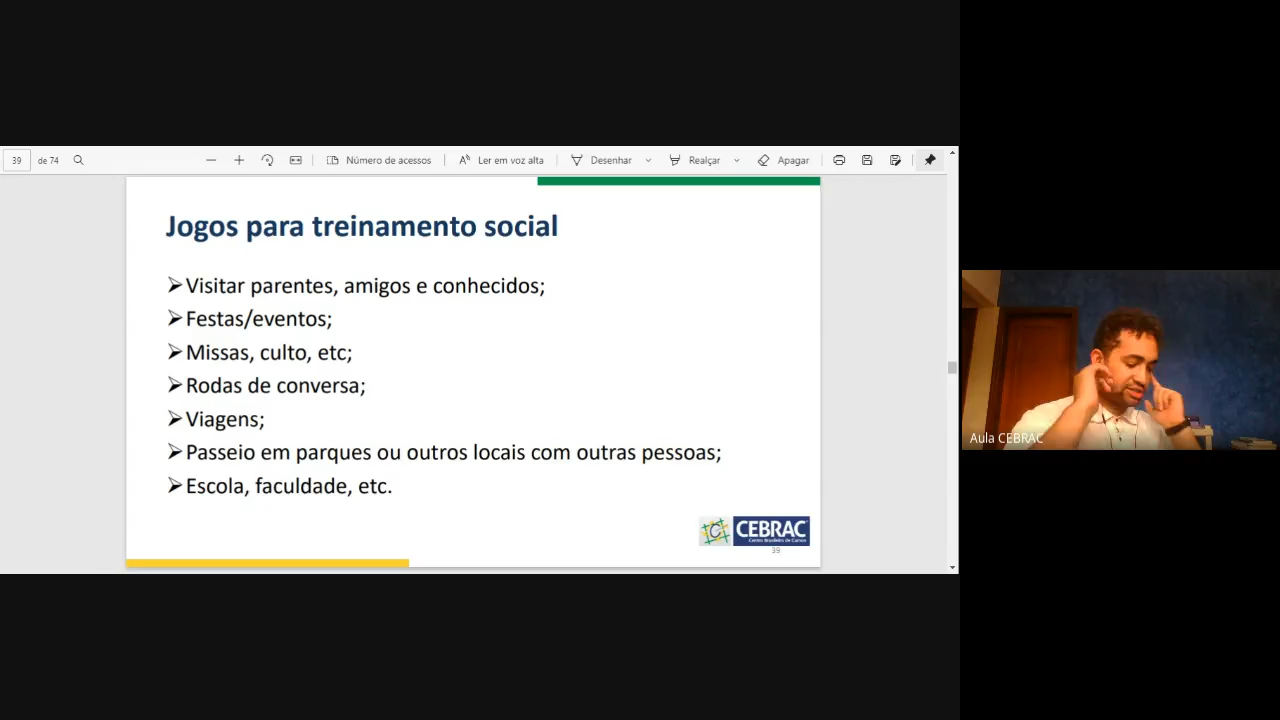 39 de 74 Número de acessos Ler em voz alta Desenhar Realçar Apagar
Jogos para treinamento social
➢Visitar parentes, amigos e conhecidos;
➢Festas/eventos;
➢Missas, culto, etc;
➢Rodas de conversa;
➢Viagens;
➢Passeio em parques ou outros locais com outras pessoas;
➢Escola, faculdade, etc.
CEBRAC
Centro Brasileiro de Cursos
39
Aula CEBRAC